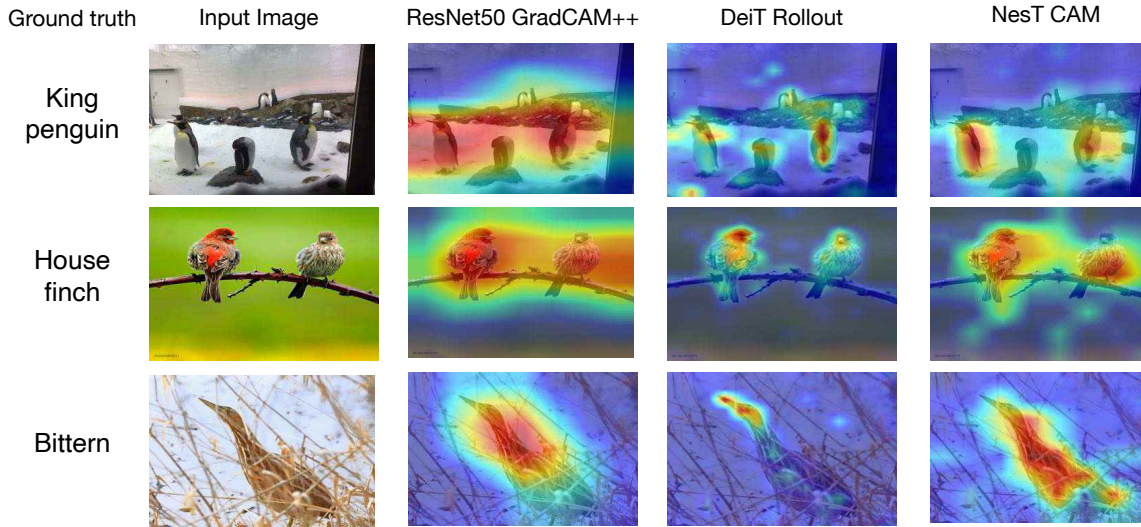 Ground truth Input Image ResNet50 GradCAM++ DeiT Rollout NesT CAM
King
penguin
House
finch
Bittern